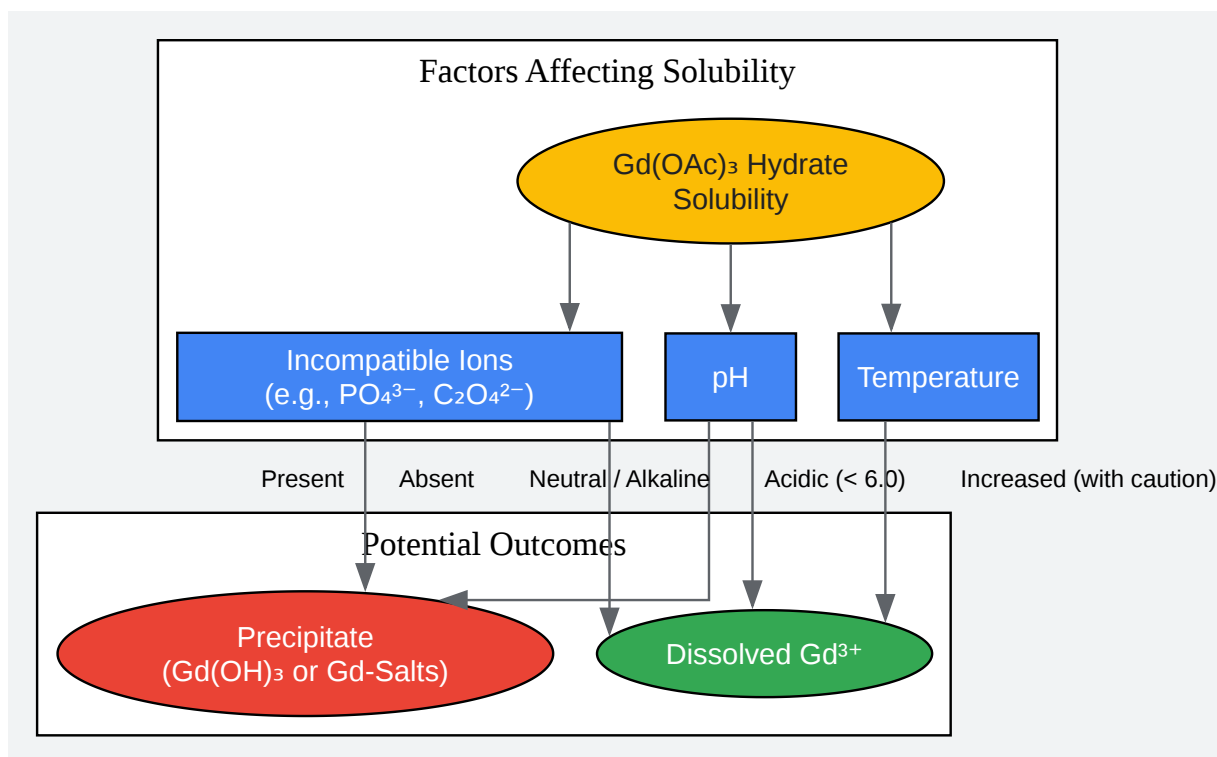 Factors Affecting Solubility
Gd(OAc)₃ Hydrate
Solubility
Incompatible Ions
(e.g., PO₄³⁻, C₂O₄²⁻)
pH
Temperature
Present
Absent
Neutral / Alkaline
Acidic (< 6.0)
Increased (with caution)
Potential Outcomes
Precipitate
(Gd(OH)₃ or Gd-Salts)
Dissolved Gd³⁺